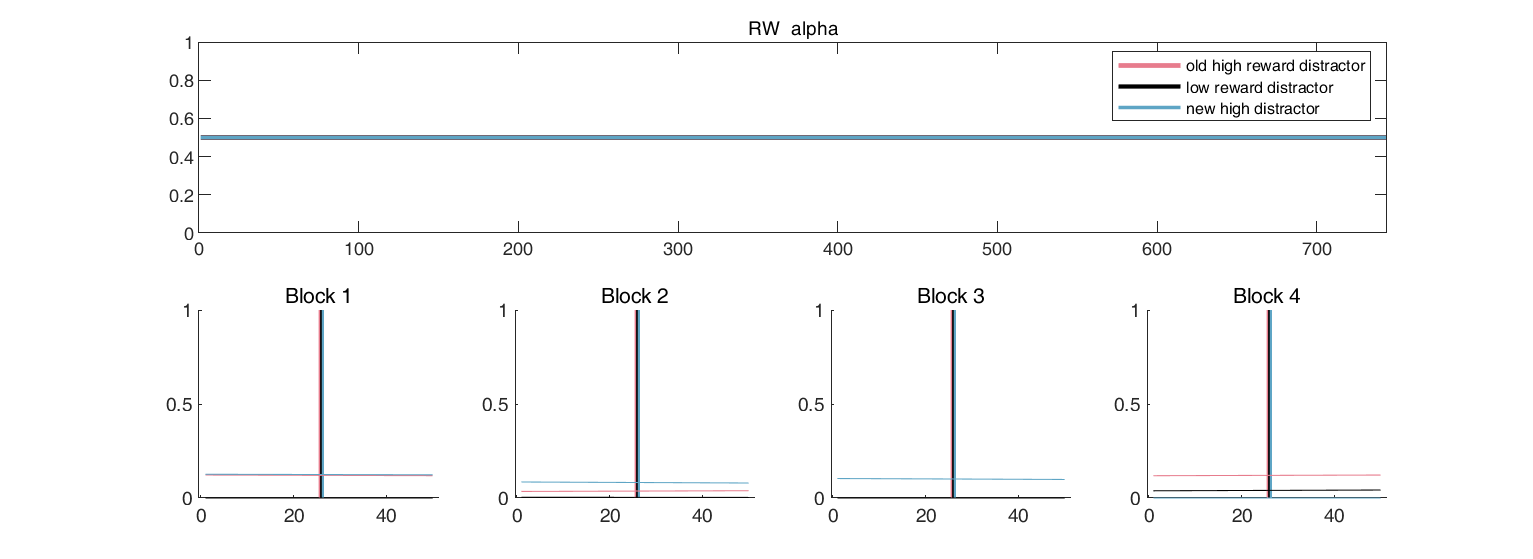 RW alpha
1
0.8
0.6
0.4
0.2
0
0 100 200 300 400 500 600 700
old high reward distractor
low reward distractor
new high distractor
Block 1
1
0.5
0
0 20 40
Block 2
1
0.5
0
0 20 40
Block 3
1
0.5
0
0 20 40
Block 4
1
0.5
0
0 20 40